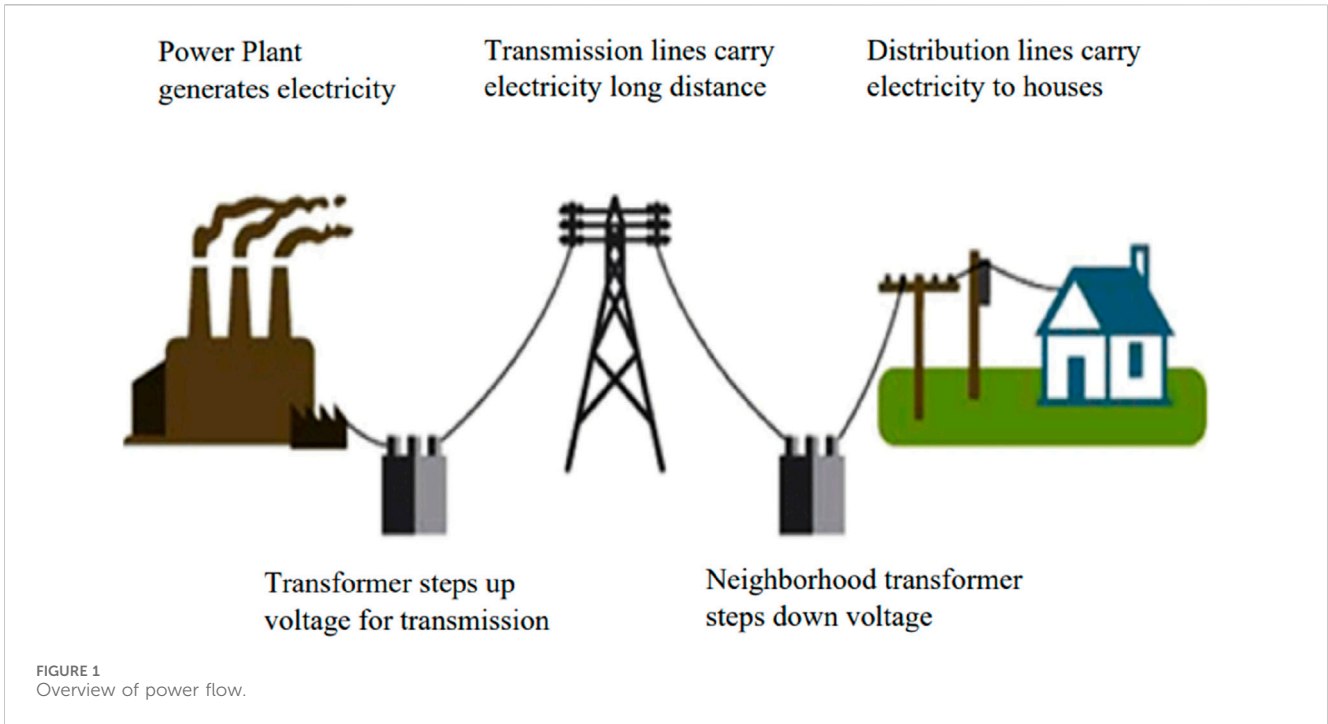 Power Plant
generates electricity
Transmission lines carry
electricity long distance
Distribution lines carry
electricity to houses
Transformer steps up
voltage for transmission
Neighborhood transformer
steps down voltage
FIGURE 1
Overview of power flow.